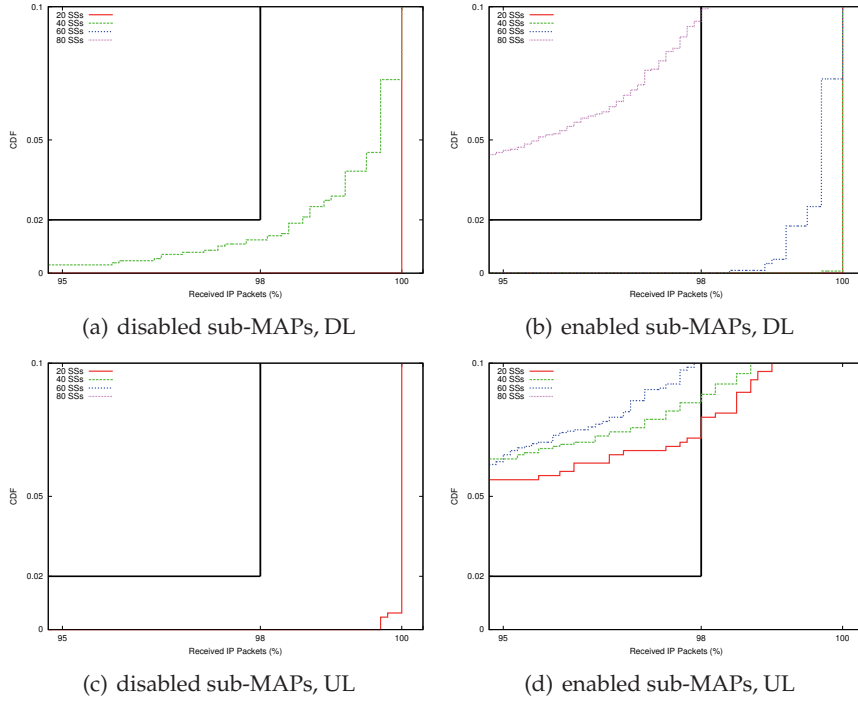 0.1
20 SSs
40 SSs
60 SSs
80 SSs
CDF
0.05
0.02
0
95
98
100
Received IP Packets (%)
(a) disabled sub-MAPs, DL
0.1
20 SSs
40 SSs
60 SSs
80 SSs
CDF
0.05
0.02
0
95
98
100
Received IP Packets (%)
(b) enabled sub-MAPs, DL
0.1
20 SSs
40 SSs
60 SSs
80 SSs
CDF
0.05
0.02
0
95
98
100
Received IP Packets (%)
(c) disabled sub-MAPs, UL
0.1
20 SSs
40 SSs
60 SSs
80 SSs
CDF
0.05
0.02
0
95
98
100
Received IP Packets (%)
(d) enabled sub-MAPs, UL